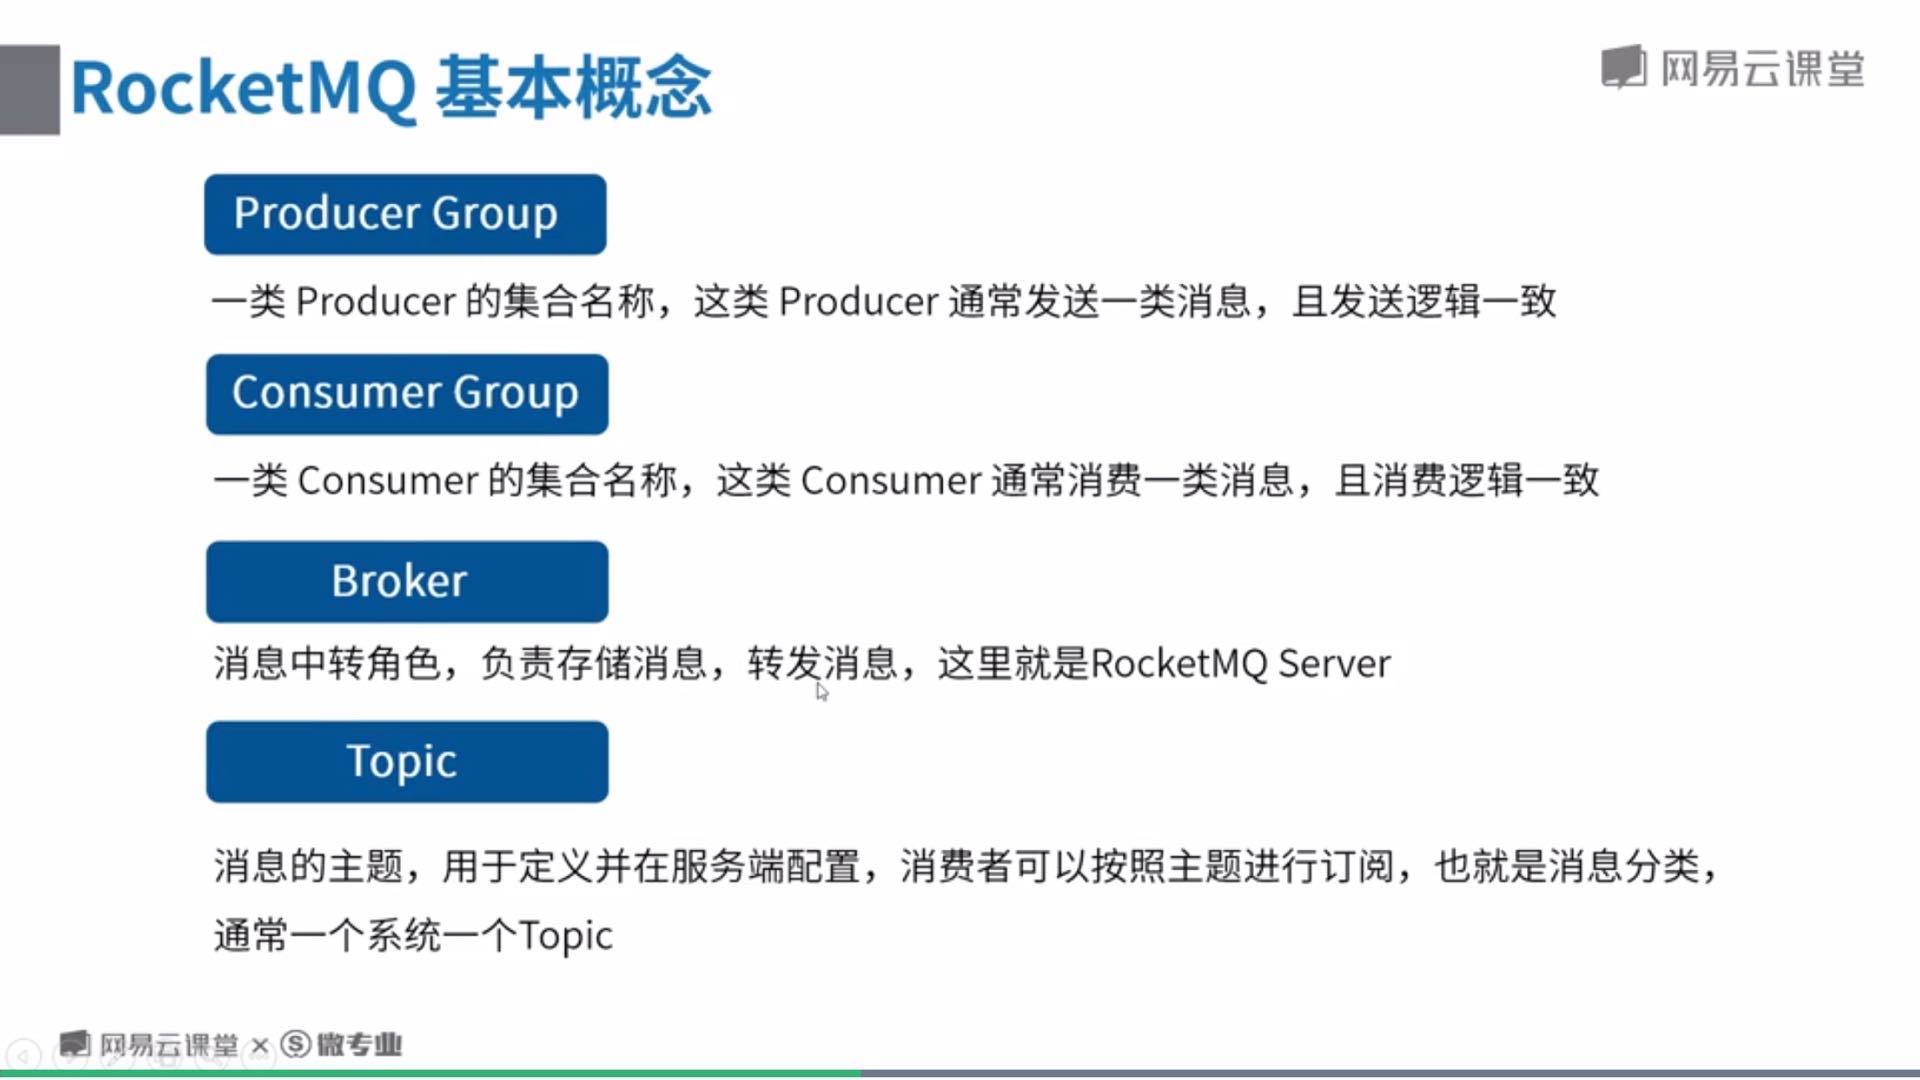 RocketMQ 基本概念
网易云课堂
Producer Group
一类 Producer 的集合名称，这类 Producer 通常发送一类消息，且发送逻辑一致
Consumer Group
一类 Consumer 的集合名称，这类 Consumer 通常消费一类消息，且消费逻辑一致
Broker
消息中转角色，负责存储消息，转发消息，这里就是RocketMQ Server
Topic
消息的主题，用于定义并在服务端配置，消费者可以按照主题进行订阅，也就是消息分类，
通常一个系统一个Topic
网易云课堂 × Ⓢ 微专业